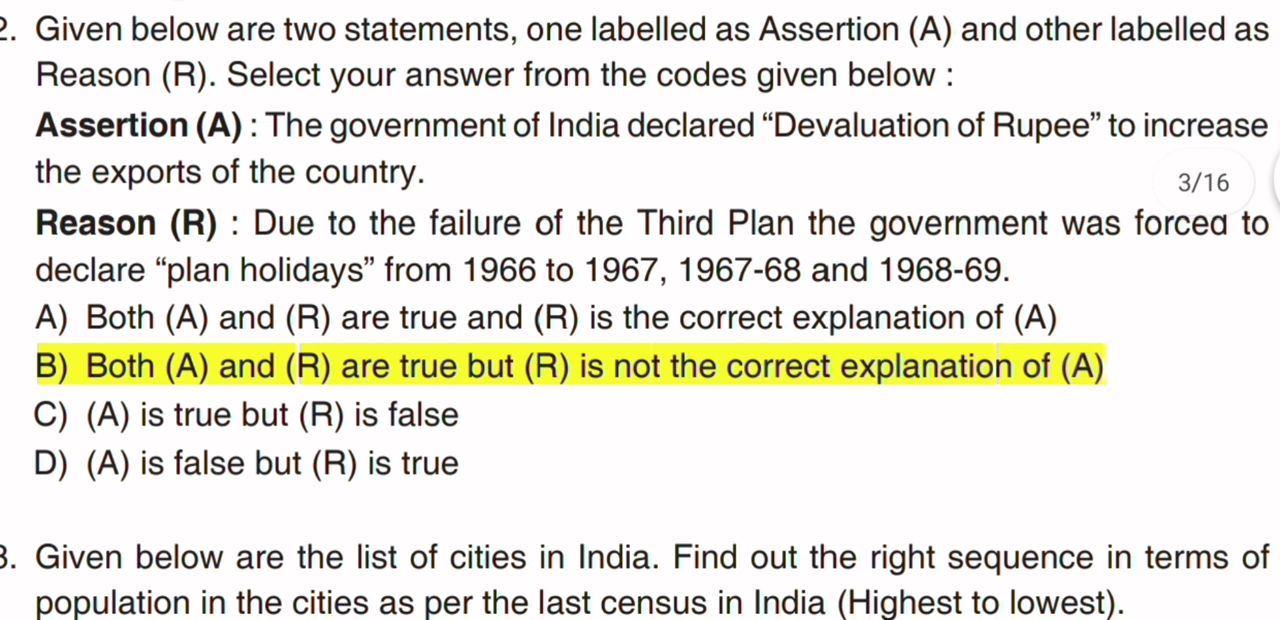 2. Given below are two statements, one labelled as Assertion (A) and other labelled as
Reason (R). Select your answer from the codes given below :
Assertion (A) : The government of India declared “Devaluation of Rupee” to increase
the exports of the country.
3/16
Reason (R) : Due to the failure of the Third Plan the government was forced to
declare “plan holidays” from 1966 to 1967, 1967-68 and 1968-69.
A) Both (A) and (R) are true and (R) is the correct explanation of (A)
B) Both (A) and (R) are true but (R) is not the correct explanation of (A)
C) (A) is true but (R) is false
D) (A) is false but (R) is true
3. Given below are the list of cities in India. Find out the right sequence in terms of
population in the cities as per the last census in India (Highest to lowest).